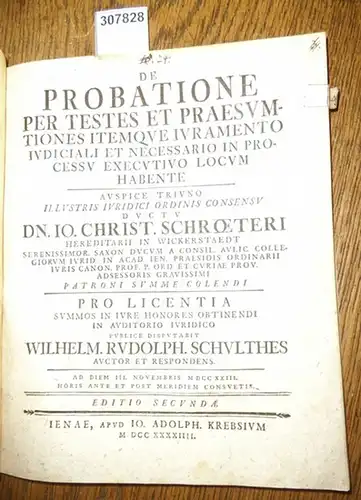 307828
DE
PROBATIONE
PER TESTES ET PRAESVM-
TIONES ITEMQVE IVRAMENTO
IVDICIALI ET NECESSARIO IN PRO-
CESSV EXECVTIVO LOCVM
HABENTE
AVSPICE TRIVNO
ILLVSTRIS IVRIDICI ORDINIS CONSENSV
DVCTV
DN. IO. CHRIST. SCHRŒTERI
HEREDITARII IN WICKERSTAEDT
SERENISSIMOR. SAXON DVCVM A CONSIL. AVLIC. COLLE-
GIORVM IVRID. IN ACAD IEN. PRAESIDIS ORDINARII
IVRIS CANON. PROF. P. ORD ET CVRIAE PROV.
ADSESSORIS GRAVISSIMI
PATRONI SVMME COLENDI
PRO LICENTIA
SVMMOS IN IVRE HONORES OBTINENDI
IN AVDITORIO IVRIDICO
PVBLICE DISPVTABIT
WILHELM. RVDOLPH. SCHVLTHES
AVCTOR ET RESPONDENS.
AD DIEM III. NOVEMBRIS MDCCXXIII.
HORIS ANTE ET POST MERIDIEM CONSVETIS.
EDITIO SECVNDA
IENAE, APVD IO. ADOLPH. KREBSIVM
M DCC XXXXIIII.